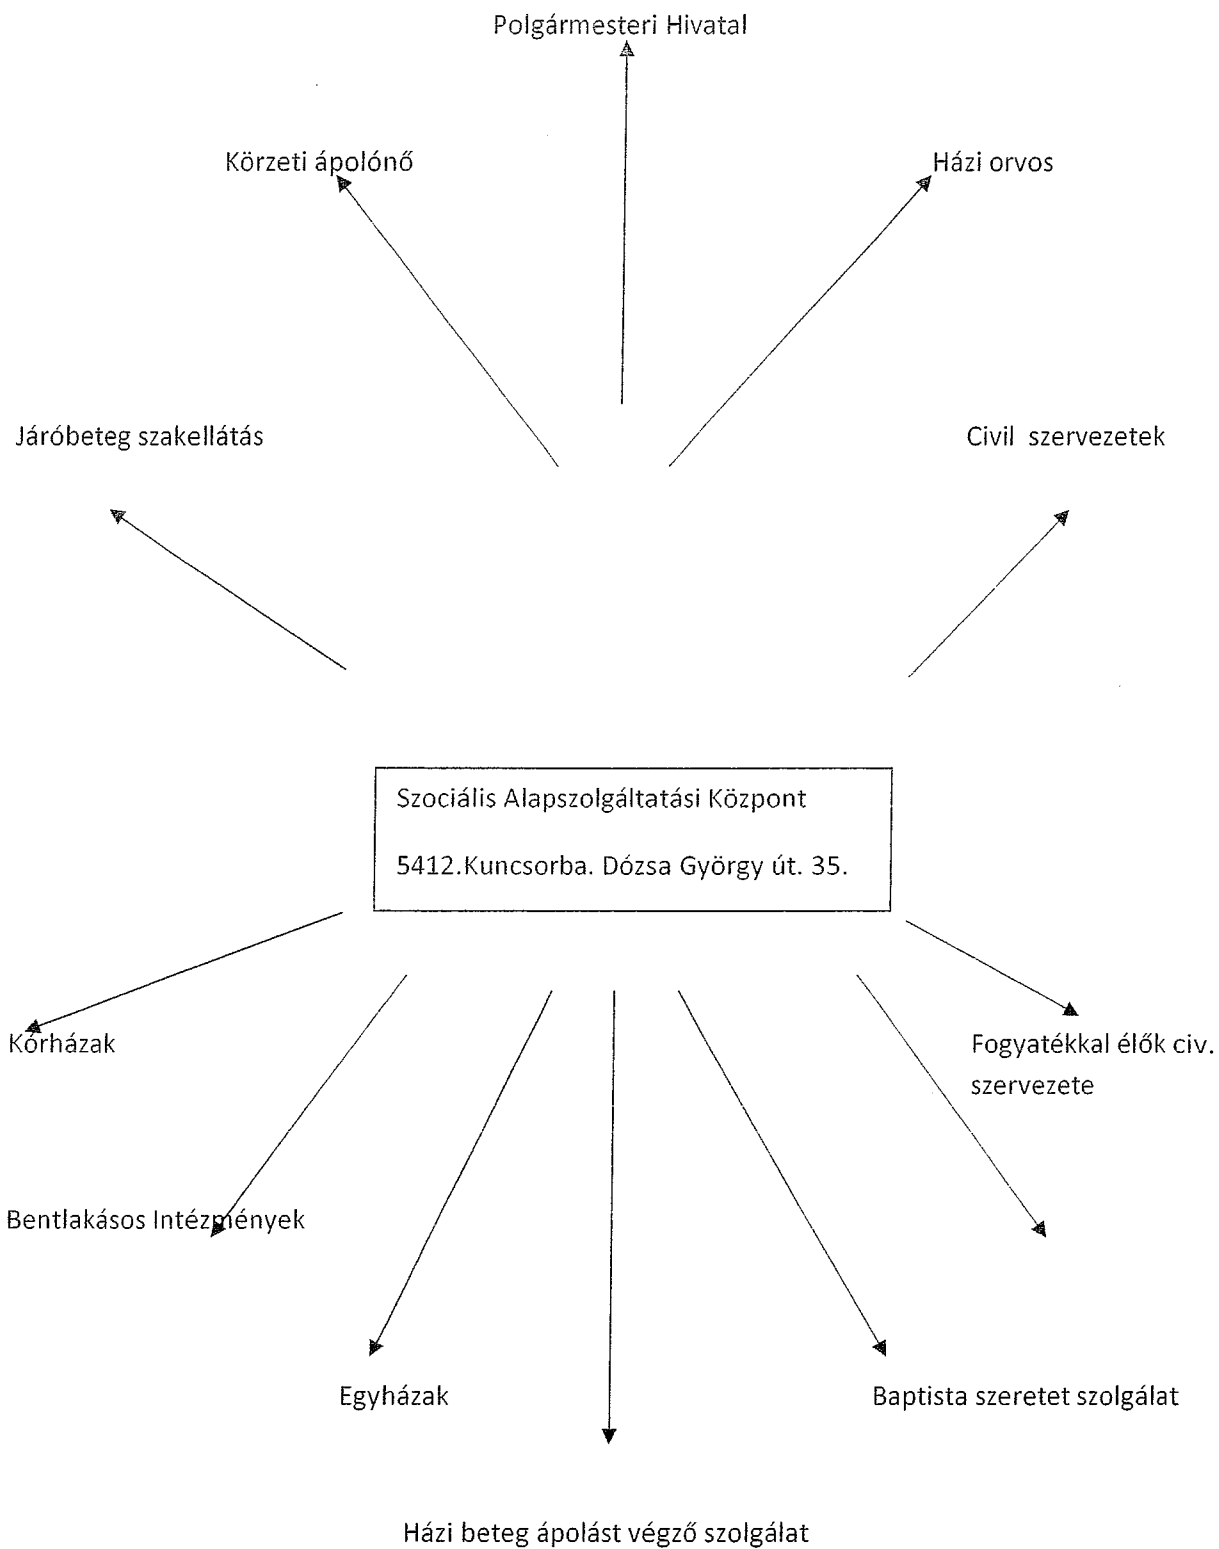 Polgármesteri Hivatal
Körzeti ápolónő
Házi orvos
Járóbeteg szakellátás
Civil szervezetek
Szociális Alapszolgáltatási Központ
5412.Kuncsorba. Dózsa György út. 35.
Kórházak
Fogyatékkal élők civ.
szervezete
Bentlakásos Intézmények
Egyházak
Baptista szeretet szolgálat
Házi beteg ápolást végző szolgálat